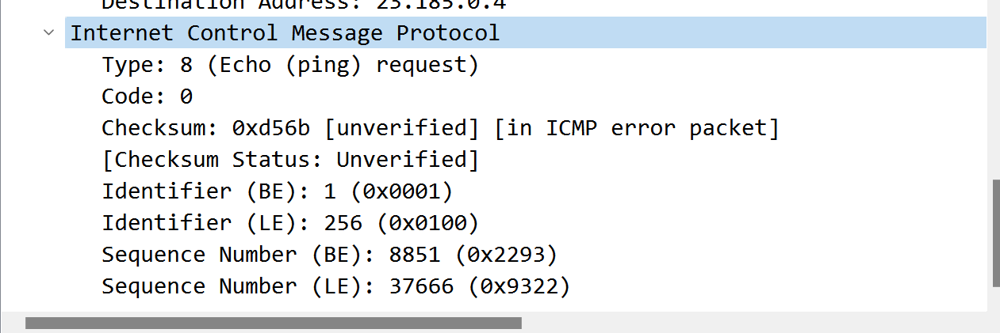 Destination Address: 23.185.0.4
Internet Control Message Protocol
Type: 8 (Echo (ping) request)
Code: 0
Checksum: 0xd56b [unverified] [in ICMP error packet]
[Checksum Status: Unverified]
Identifier (BE): 1 (0x0001)
Identifier (LE): 256 (0x0100)
Sequence Number (BE): 8851 (0x2293)
Sequence Number (LE): 37666 (0x9322)